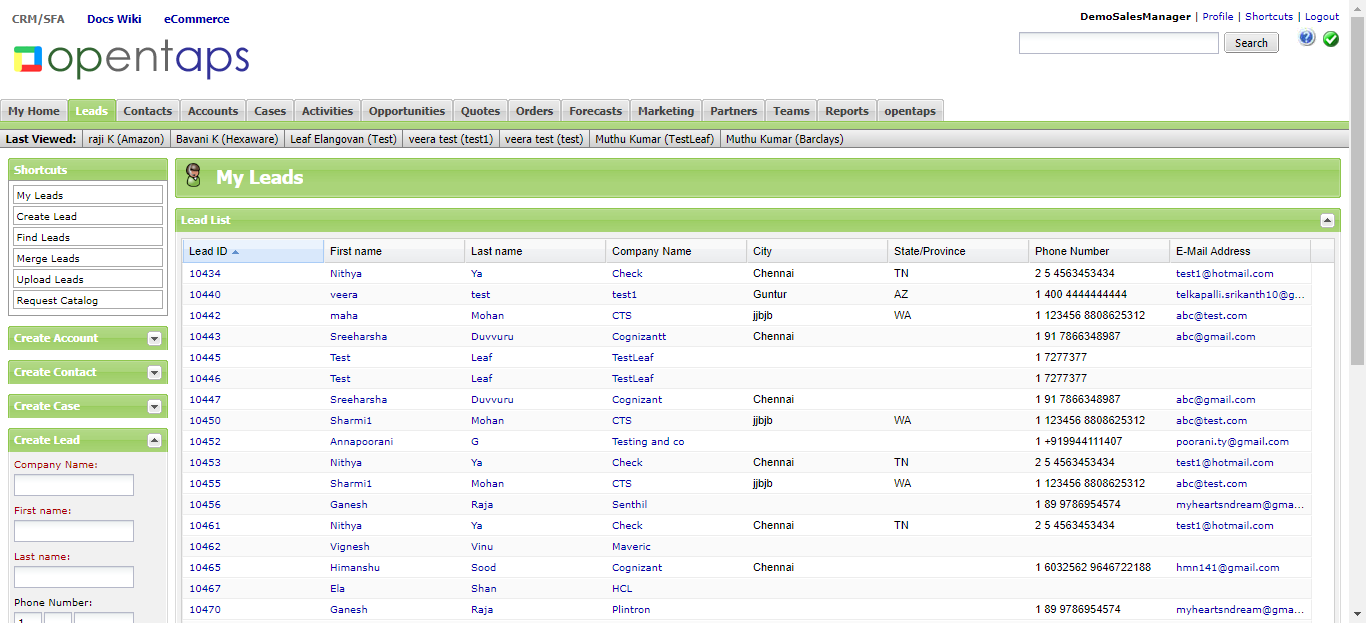 CRM/SFA Docs Wiki eCommerce
DemoSalesManager | Profile | Shortcuts | Logout
opentaps
Search
My Home Leads Contacts Accounts Cases Activities Opportunities Quotes Orders Forecasts Marketing Partners Teams Reports opentaps
Last Viewed: raji K (Amazon) Bavani K (Hexaware) Leaf Elangovan (Test) veera test (test1) veera test (test) Muthu Kumar (TestLeaf) Muthu Kumar (Barclays)
Shortcuts
My Leads
Create Lead
Find Leads
Merge Leads
Upload Leads
Request Catalog
Create Account
Create Contact
Create Case
Create Lead
Company Name:
First name:
Last name:
Phone Number:
1
My Leads
Lead List
Lead ID First name Last name Company Name City State/Province Phone Number E-Mail Address
10434 Nithya Ya Check Chennai TN 2 5 4563453434 test1@hotmail.com
10440 veera test test1 Guntur AZ 1 400 4444444444 telkapalli.srikanth10@g...
10442 maha Mohan CTS jjbjb WA 1 123456 8808625312 abc@test.com
10443 Sreeharsha Duvvuru Cognizantt Chennai 1 91 7866348987 abc@gmail.com
10445 Test Leaf TestLeaf 1 7277377
10446 Test Leaf TestLeaf 1 7277377
10447 Sreeharsha Duvvuru Cognizant Chennai 1 91 7866348987 abc@gmail.com
10450 Sharmi1 Mohan CTS jjbjb WA 1 123456 8808625312 abc@test.com
10452 Annapoorani G Testing and co 1 +919944111407 poorani.ty@gmail.com
10453 Nithya Ya Check Chennai TN 2 5 4563453434 test1@hotmail.com
10455 Sharmi1 Mohan CTS jjbjb WA 1 123456 8808625312 abc@test.com
10456 Ganesh Raja Senthil 1 89 9786954574 myheartsndream@gma...
10461 Nithya Ya Check Chennai TN 2 5 4563453434 test1@hotmail.com
10462 Vignesh Vinu Maveric
10465 Himanshu Sood Cognizant Chennai 1 6032562 9646722188 hmn141@gmail.com
10467 Ela Shan HCL
10470 Ganesh Raja Plintron 1 89 9786954574 myheartsndream@gma...